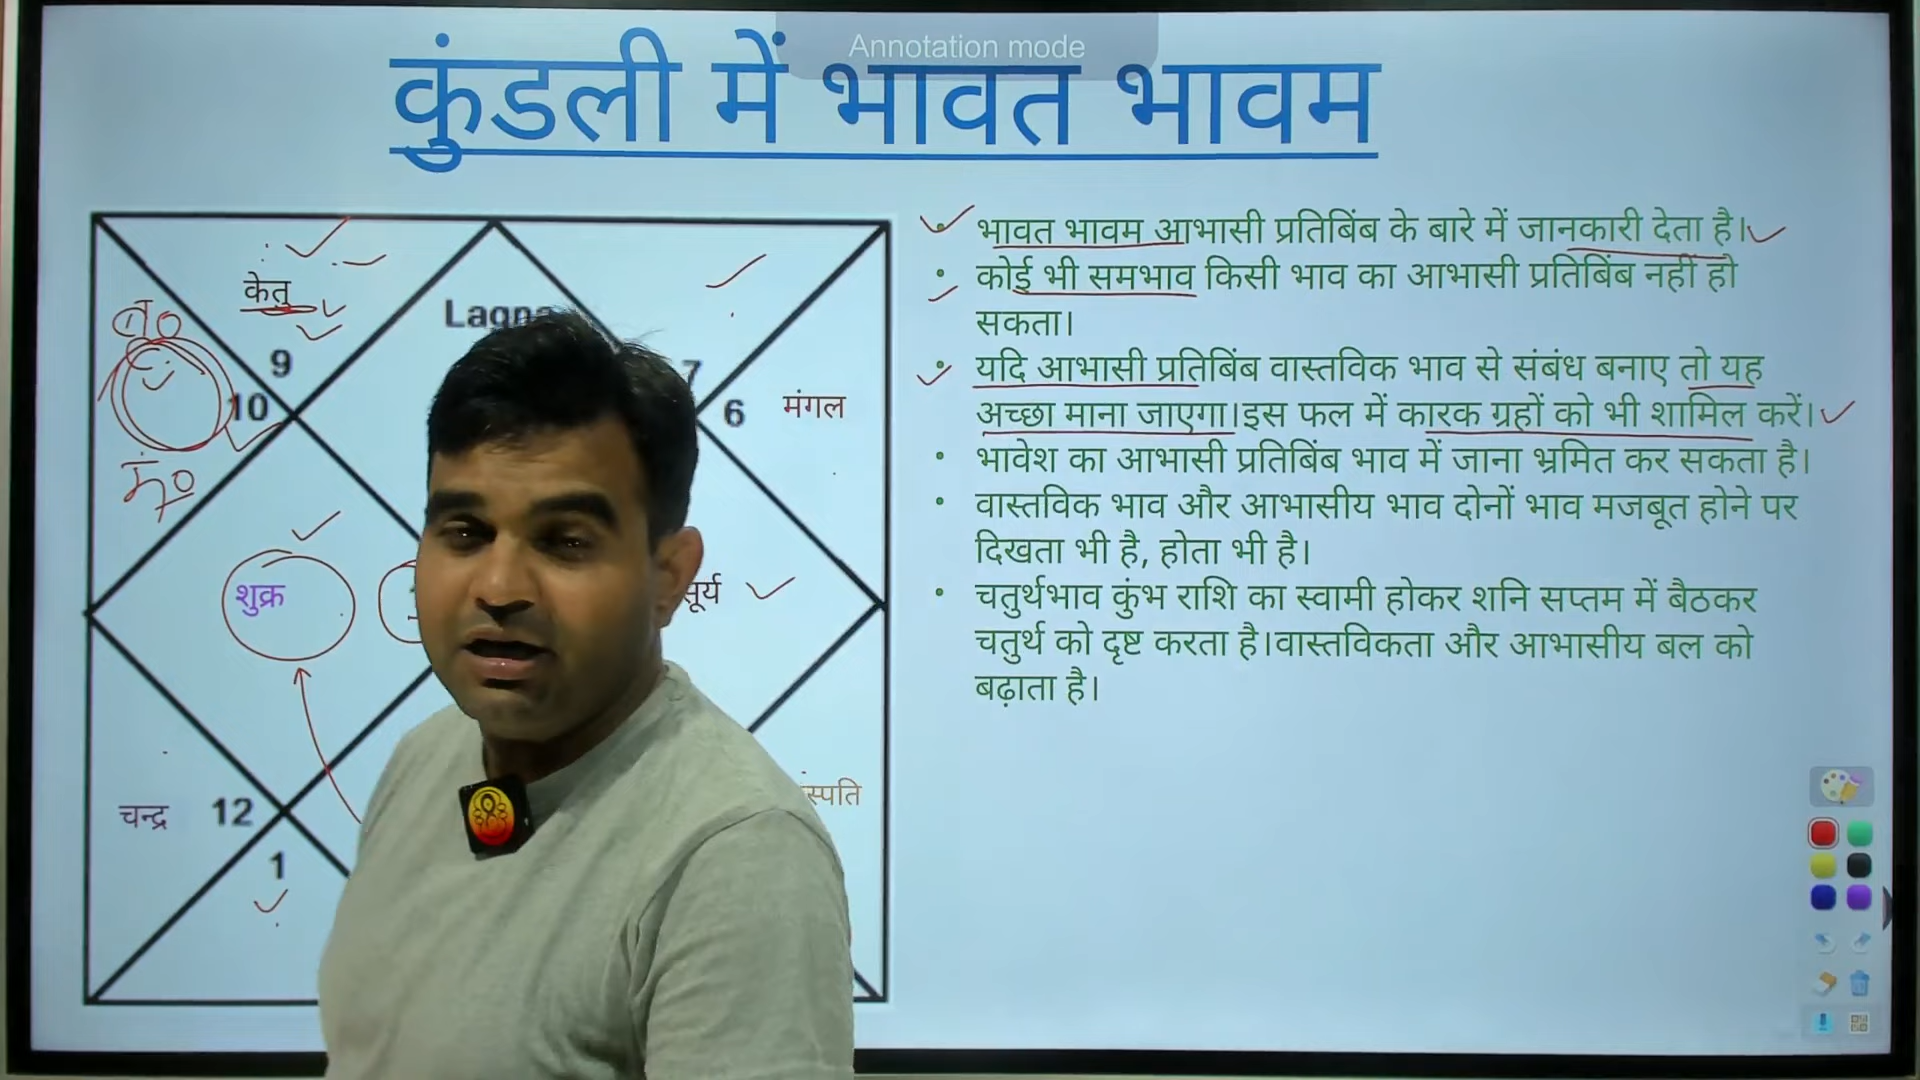 Annotation mode
कुंडली में भावत भावम
भावत भावम आभासी प्रतिबिंब के बारे में जानकारी देता है।
कोई भी समभाव किसी भाव का आभासी प्रतिबिंब नहीं हो
सकता।
यदि आभासी प्रतिबिंब वास्तविक भाव से संबंध बनाए तो यह
अच्छा माना जाएगा।इस फल में कारक ग्रहों को भी शामिल करें।
भावेश का आभासी प्रतिबिंब भाव में जाना भ्रमित कर सकता है।
वास्तविक भाव और आभासीय भाव दोनों भाव मजबूत होने पर
दिखता भी है, होता भी है।
चतुर्थभाव कुंभ राशि का स्वामी होकर शनि सप्तम में बैठकर
चतुर्थ को दृष्ट करता है।वास्तविकता और आभासीय बल को
बढ़ाता है।
केतु
Lagna
9
7
10
6 मंगल
शुक्र
सूर्य
चन्द्र 12
1